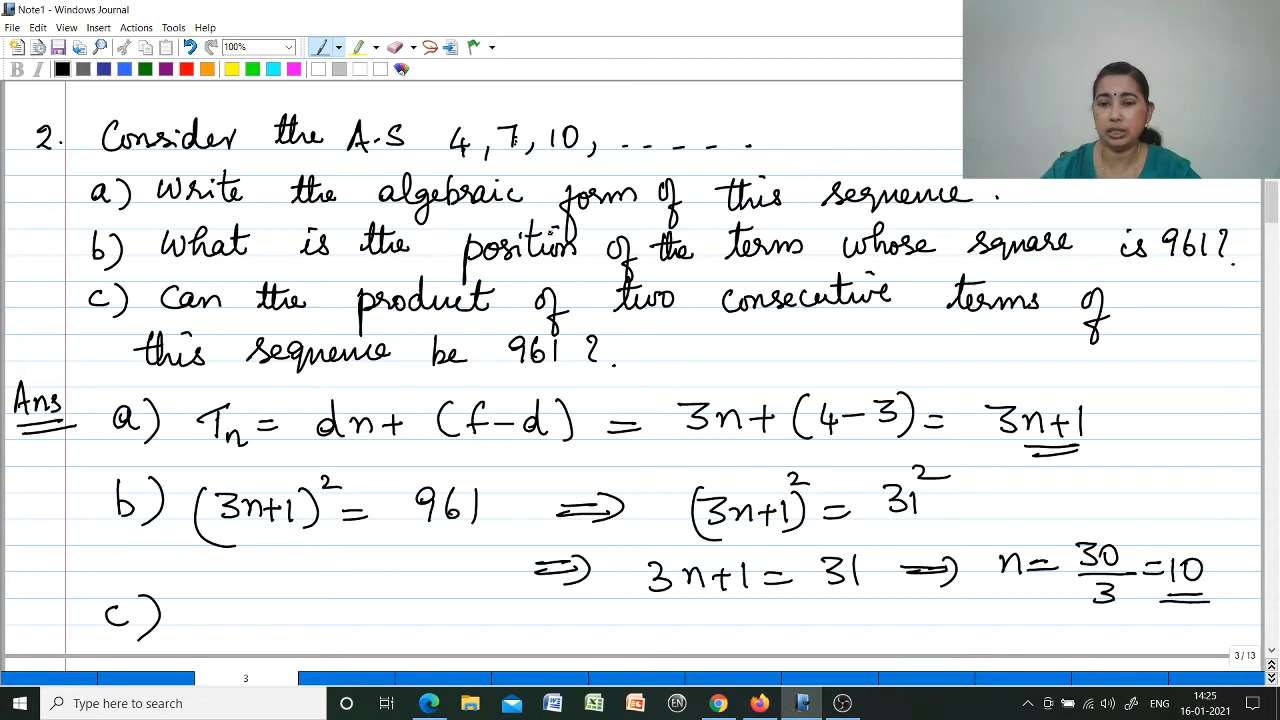 Note1 - Windows Journal
File Edit View Insert Actions Tools Help
100%
B I
2. Consider the A.S 4, 7, 10, - - - - - .
a) Write the algebraic form of this sequence.
b) What is the position of the term whose square is 961?.
c) Can the product of two consecutive terms of
this sequence be 961?.
Ans
a) Tn = dn + (f-d) = 3n + (4-3) = 3n+1
b) (3n+1)² = 961 ⟹ (3n+1)² = 31²
⟹ 3n+1 = 31 ⟹ n = 30/3 = 10
c)
3 / 13
3
Type here to search
ENG
14:25
16-01-2021